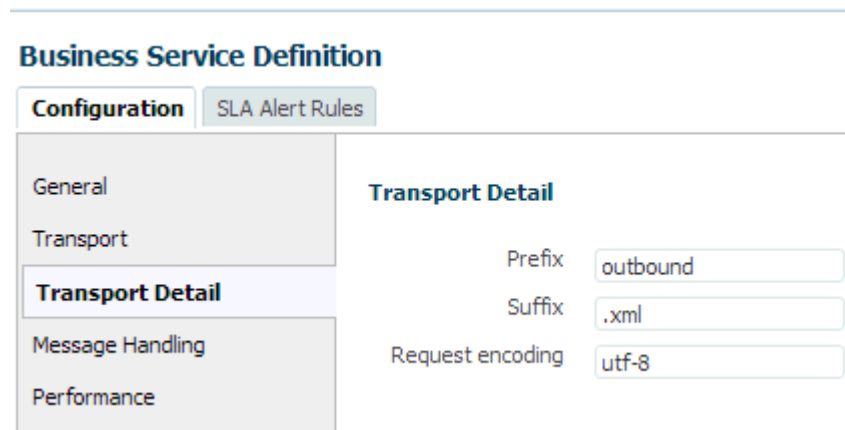 Business Service Definition
Configuration SLA Alert Rules
General
Transport
Transport Detail
Message Handling
Performance
Transport Detail
Prefix outbound
Suffix .xml
Request encoding utf-8